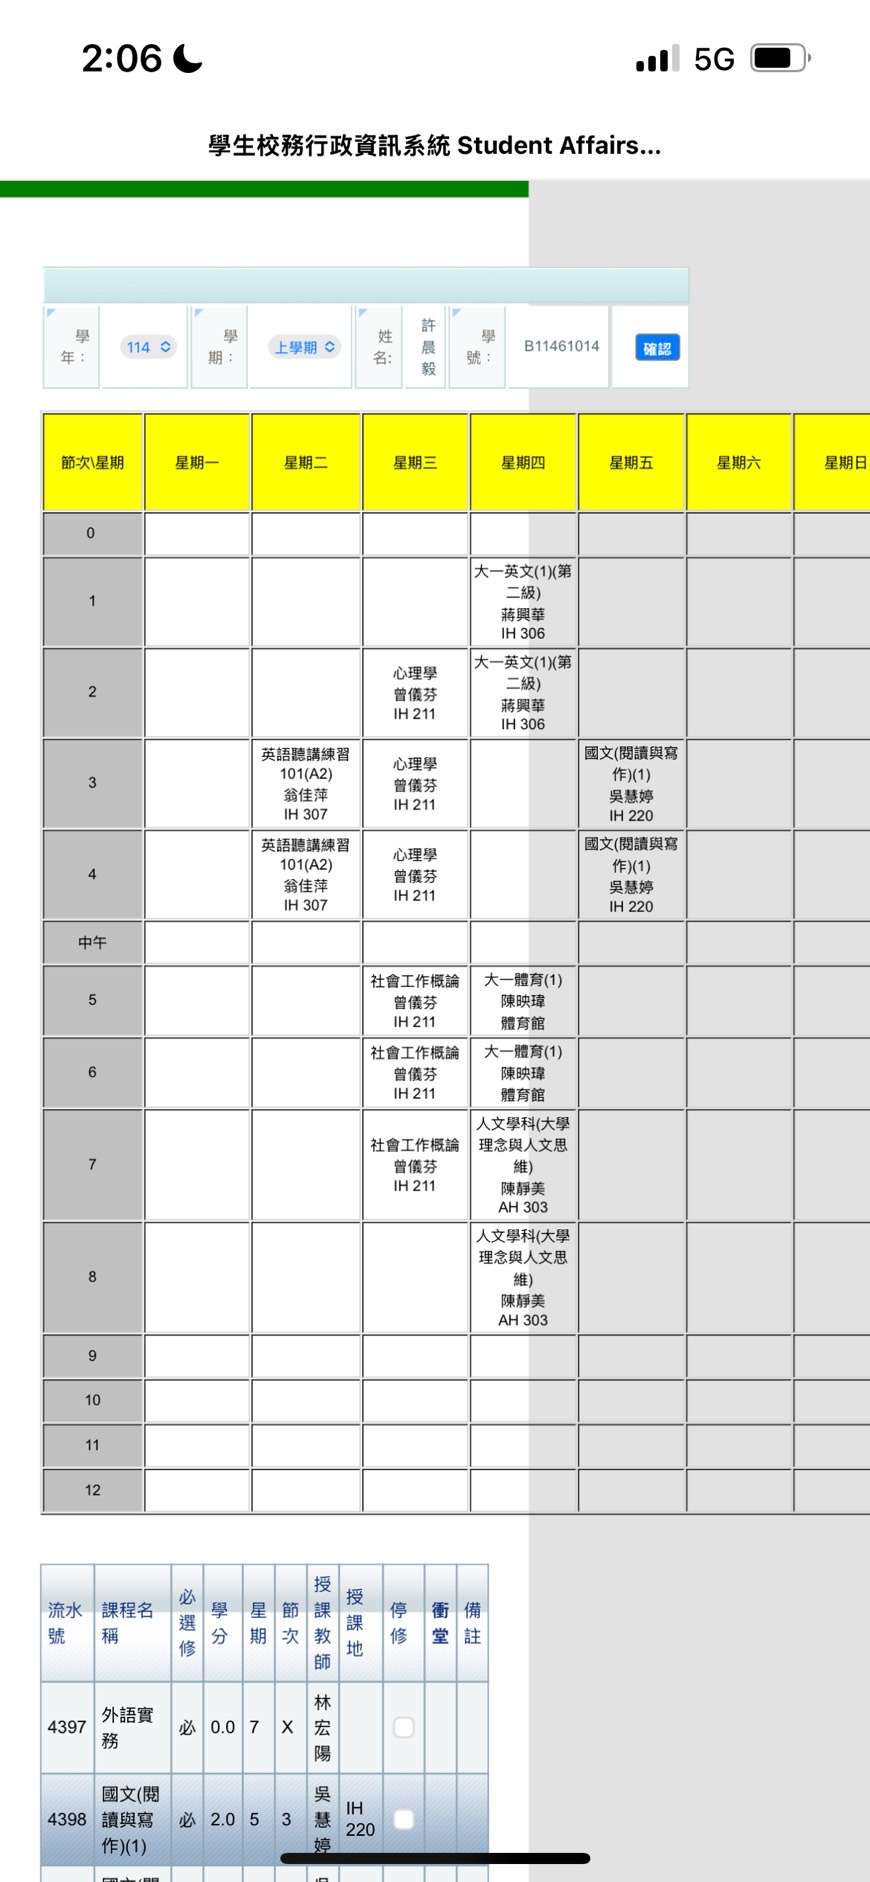 2:06
5G
學生校務行政資訊系統 Student Affairs...
學年： 114 學期： 上學期 姓名: 許晨毅 學號： B11461014 確認
節次\星期 星期一 星期二 星期三 星期四 星期五 星期六 星期日
0
1
大一英文(1)(第
二級)
蔣興華
IH 306
2
心理學
曾儀芬
IH 211
大一英文(1)(第
二級)
蔣興華
IH 306
3
英語聽講練習
101(A2)
翁佳萍
IH 307
心理學
曾儀芬
IH 211
國文(閱讀與寫
作)(1)
吳慧婷
IH 220
4
英語聽講練習
101(A2)
翁佳萍
IH 307
心理學
曾儀芬
IH 211
國文(閱讀與寫
作)(1)
吳慧婷
IH 220
中午
5
社會工作概論
曾儀芬
IH 211
大一體育(1)
陳映瑋
體育館
6
社會工作概論
曾儀芬
IH 211
大一體育(1)
陳映瑋
體育館
7
社會工作概論
曾儀芬
IH 211
人文學科(大學
理念與人文思
維)
陳靜美
AH 303
8
人文學科(大學
理念與人文思
維)
陳靜美
AH 303
9
10
11
12
流水號 課程名稱 必選修 學分 星期 節次 授課教師 授課地 停修 衝堂 備註
4397 外語實務 必 0.0 7 X 林宏陽
4398 國文(閱讀與寫作)(1) 必 2.0 5 3 吳慧婷 IH 220